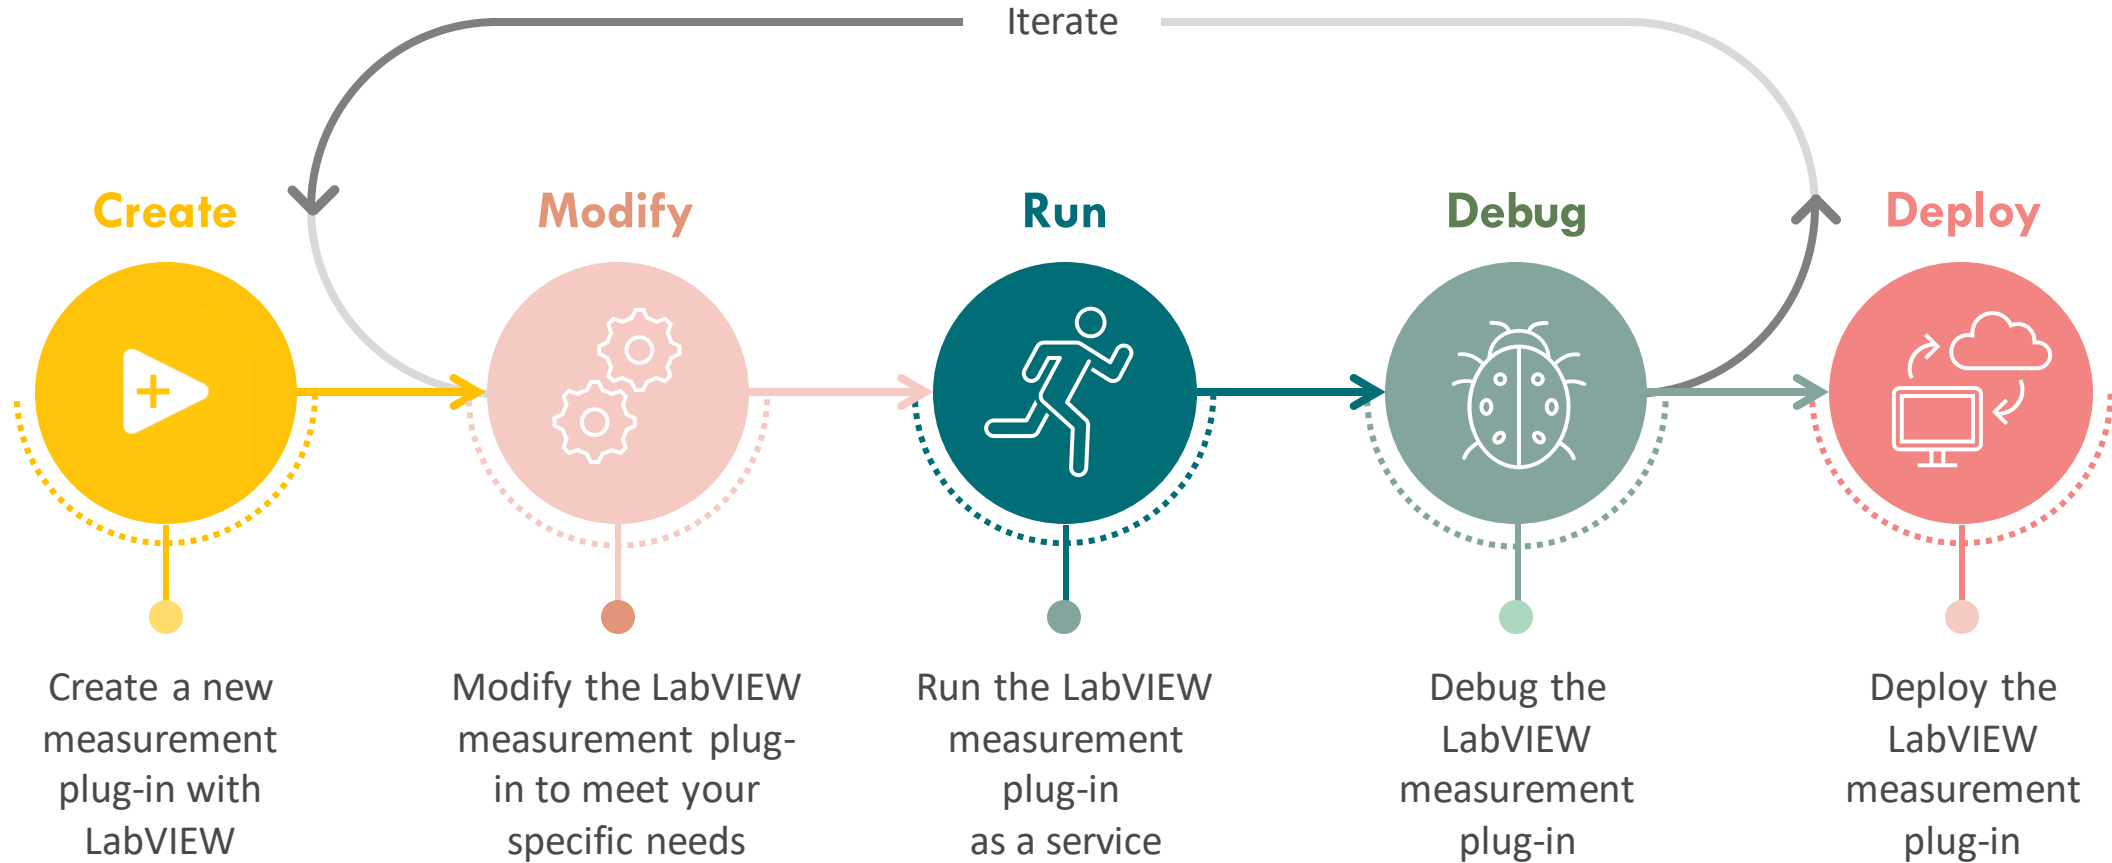 Iterate
Create
Modify
Run
Debug
Deploy
Create a new
measurement
plug-in with
LabVIEW
Modify the LabVIEW
measurement plug-
in to meet your
specific needs
Run the LabVIEW
measurement
plug-in
as a service
Debug the
LabVIEW
measurement
plug-in
Deploy the
LabVIEW
measurement
plug-in